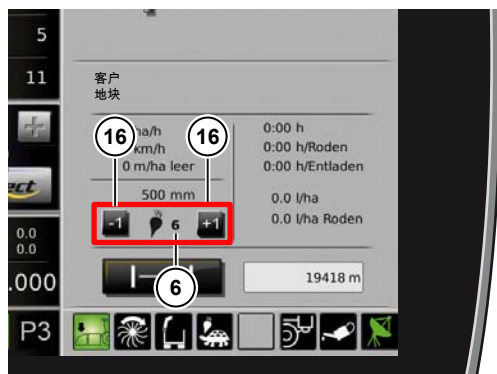 5
11
客户
地块
ha/h
km/h
0 m/ha leer
0:00 h
0:00 h/Roden
0:00 h/Entladen
500 mm
0.0 l/ha
0.0 l/ha Roden
16
16
-1
6
+1
6
ect
0.0
0.0
.000
19418 m
P3